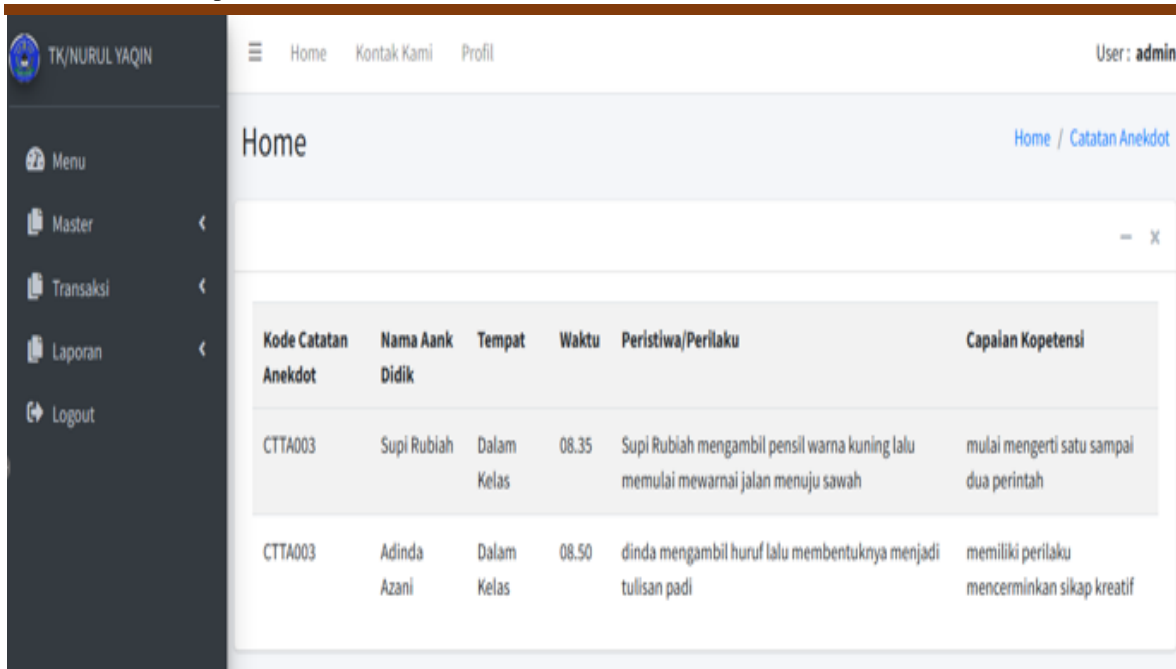 TK/NURUL YAQIN
Home Kontak Kami Profil
User : admin
Menu
Master
Transaksi
Laporan
Logout
Home
Home / Catatan Anekdot
Kode Catatan Anekdot
Nama Aank Didik
Tempat
Waktu
Peristiwa/Perilaku
Capaian Kopetensi
CTTA003
Supi Rubiah
Dalam Kelas
08.35
Supi Rubiah mengambil pensil warna kuning lalu
memulai mewarnai jalan menuju sawah
mulai mengerti satu sampai
dua perintah
CTTA003
Adinda Azani
Dalam Kelas
08.50
dinda mengambil huruf lalu membentuknya menjadi
tulisan padi
memiliki perilaku
mencerminkan sikap kreatif